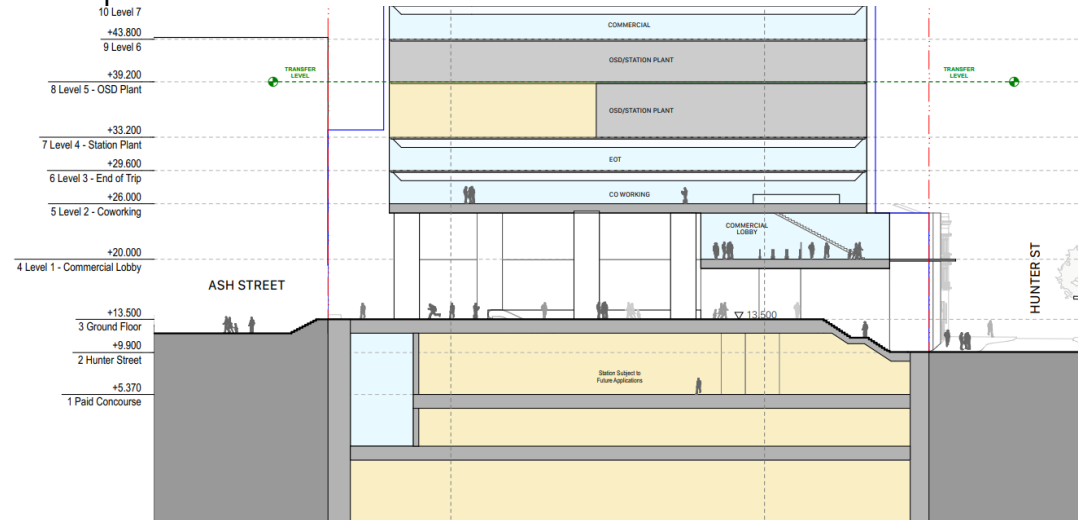 10 Level 7
COMMERCIAL
+43.800
9 Level 6
OSD/STATION PLANT
TRANSFER
LEVEL
TRANSFER
LEVEL
+39.200
8 Level 5 - OSD Plant
OSD/STATION PLANT
+33.200
7 Level 4 - Station Plant
EOT
+29.600
6 Level 3 - End of Trip
CO WORKING
+26.000
5 Level 2 - Coworking
COMMERCIAL
LOBBY
+20.000
4 Level 1 - Commercial Lobby
ASH STREET
HUNTER ST
+13.500
3 Ground Floor
13.500
+9.900
2 Hunter Street
Station Subject to
Future Applications
+5.370
1 Paid Concourse